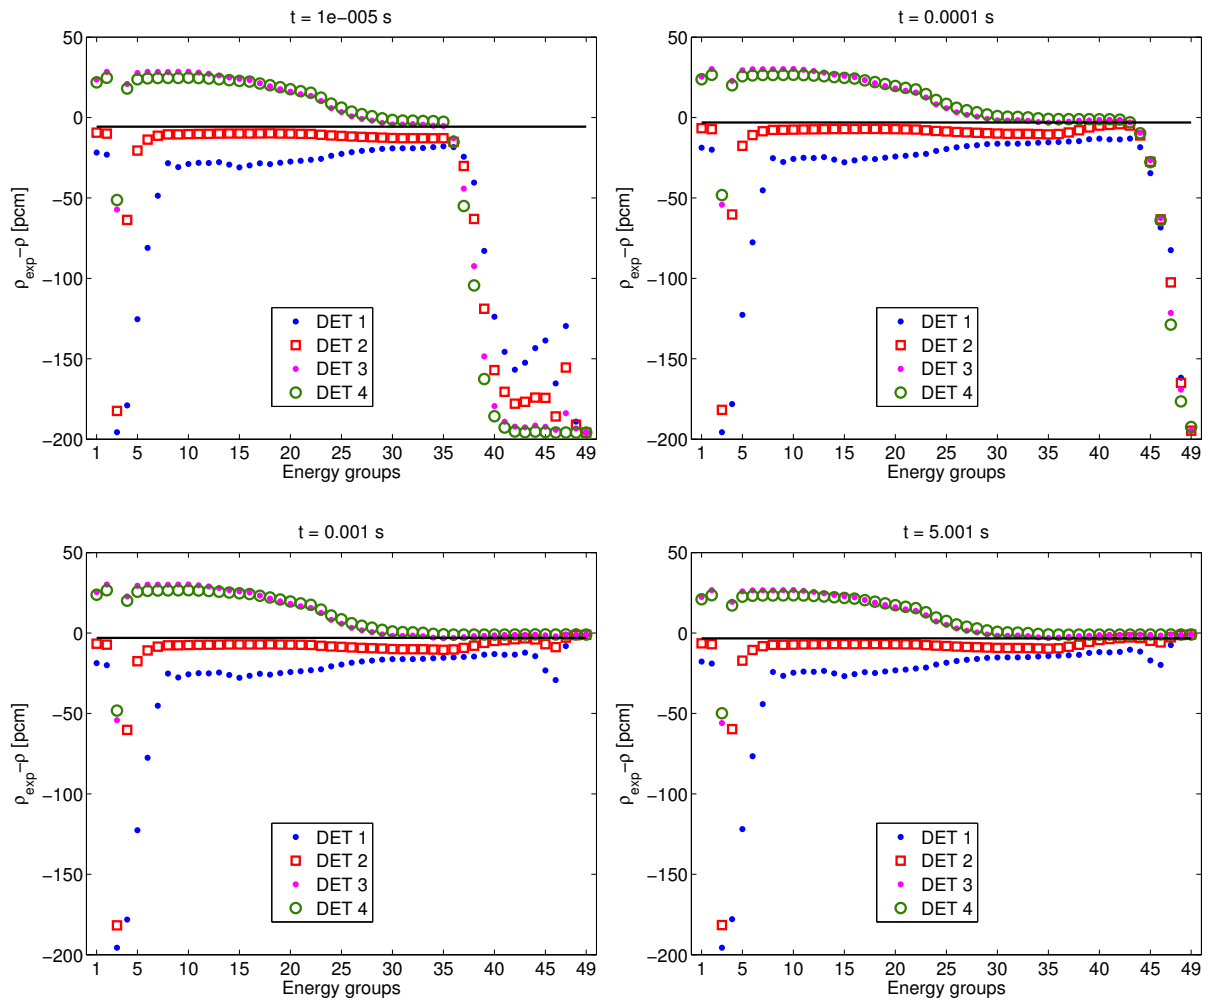 t = 1e−005 s
50
0
−50
−100
−150
−200
ρexp−ρ [pcm]
DET 1
DET 2
DET 3
DET 4
1 5 10 15 20 25 30 35 40 45 49
Energy groups
t = 0.0001 s
50
0
−50
−100
−150
−200
ρexp−ρ [pcm]
DET 1
DET 2
DET 3
DET 4
1 5 10 15 20 25 30 35 40 45 49
Energy groups
t = 0.001 s
50
0
−50
−100
−150
−200
ρexp−ρ [pcm]
DET 1
DET 2
DET 3
DET 4
1 5 10 15 20 25 30 35 40 45 49
Energy groups
t = 5.001 s
50
0
−50
−100
−150
−200
ρexp−ρ [pcm]
DET 1
DET 2
DET 3
DET 4
1 5 10 15 20 25 30 35 40 45 49
Energy groups